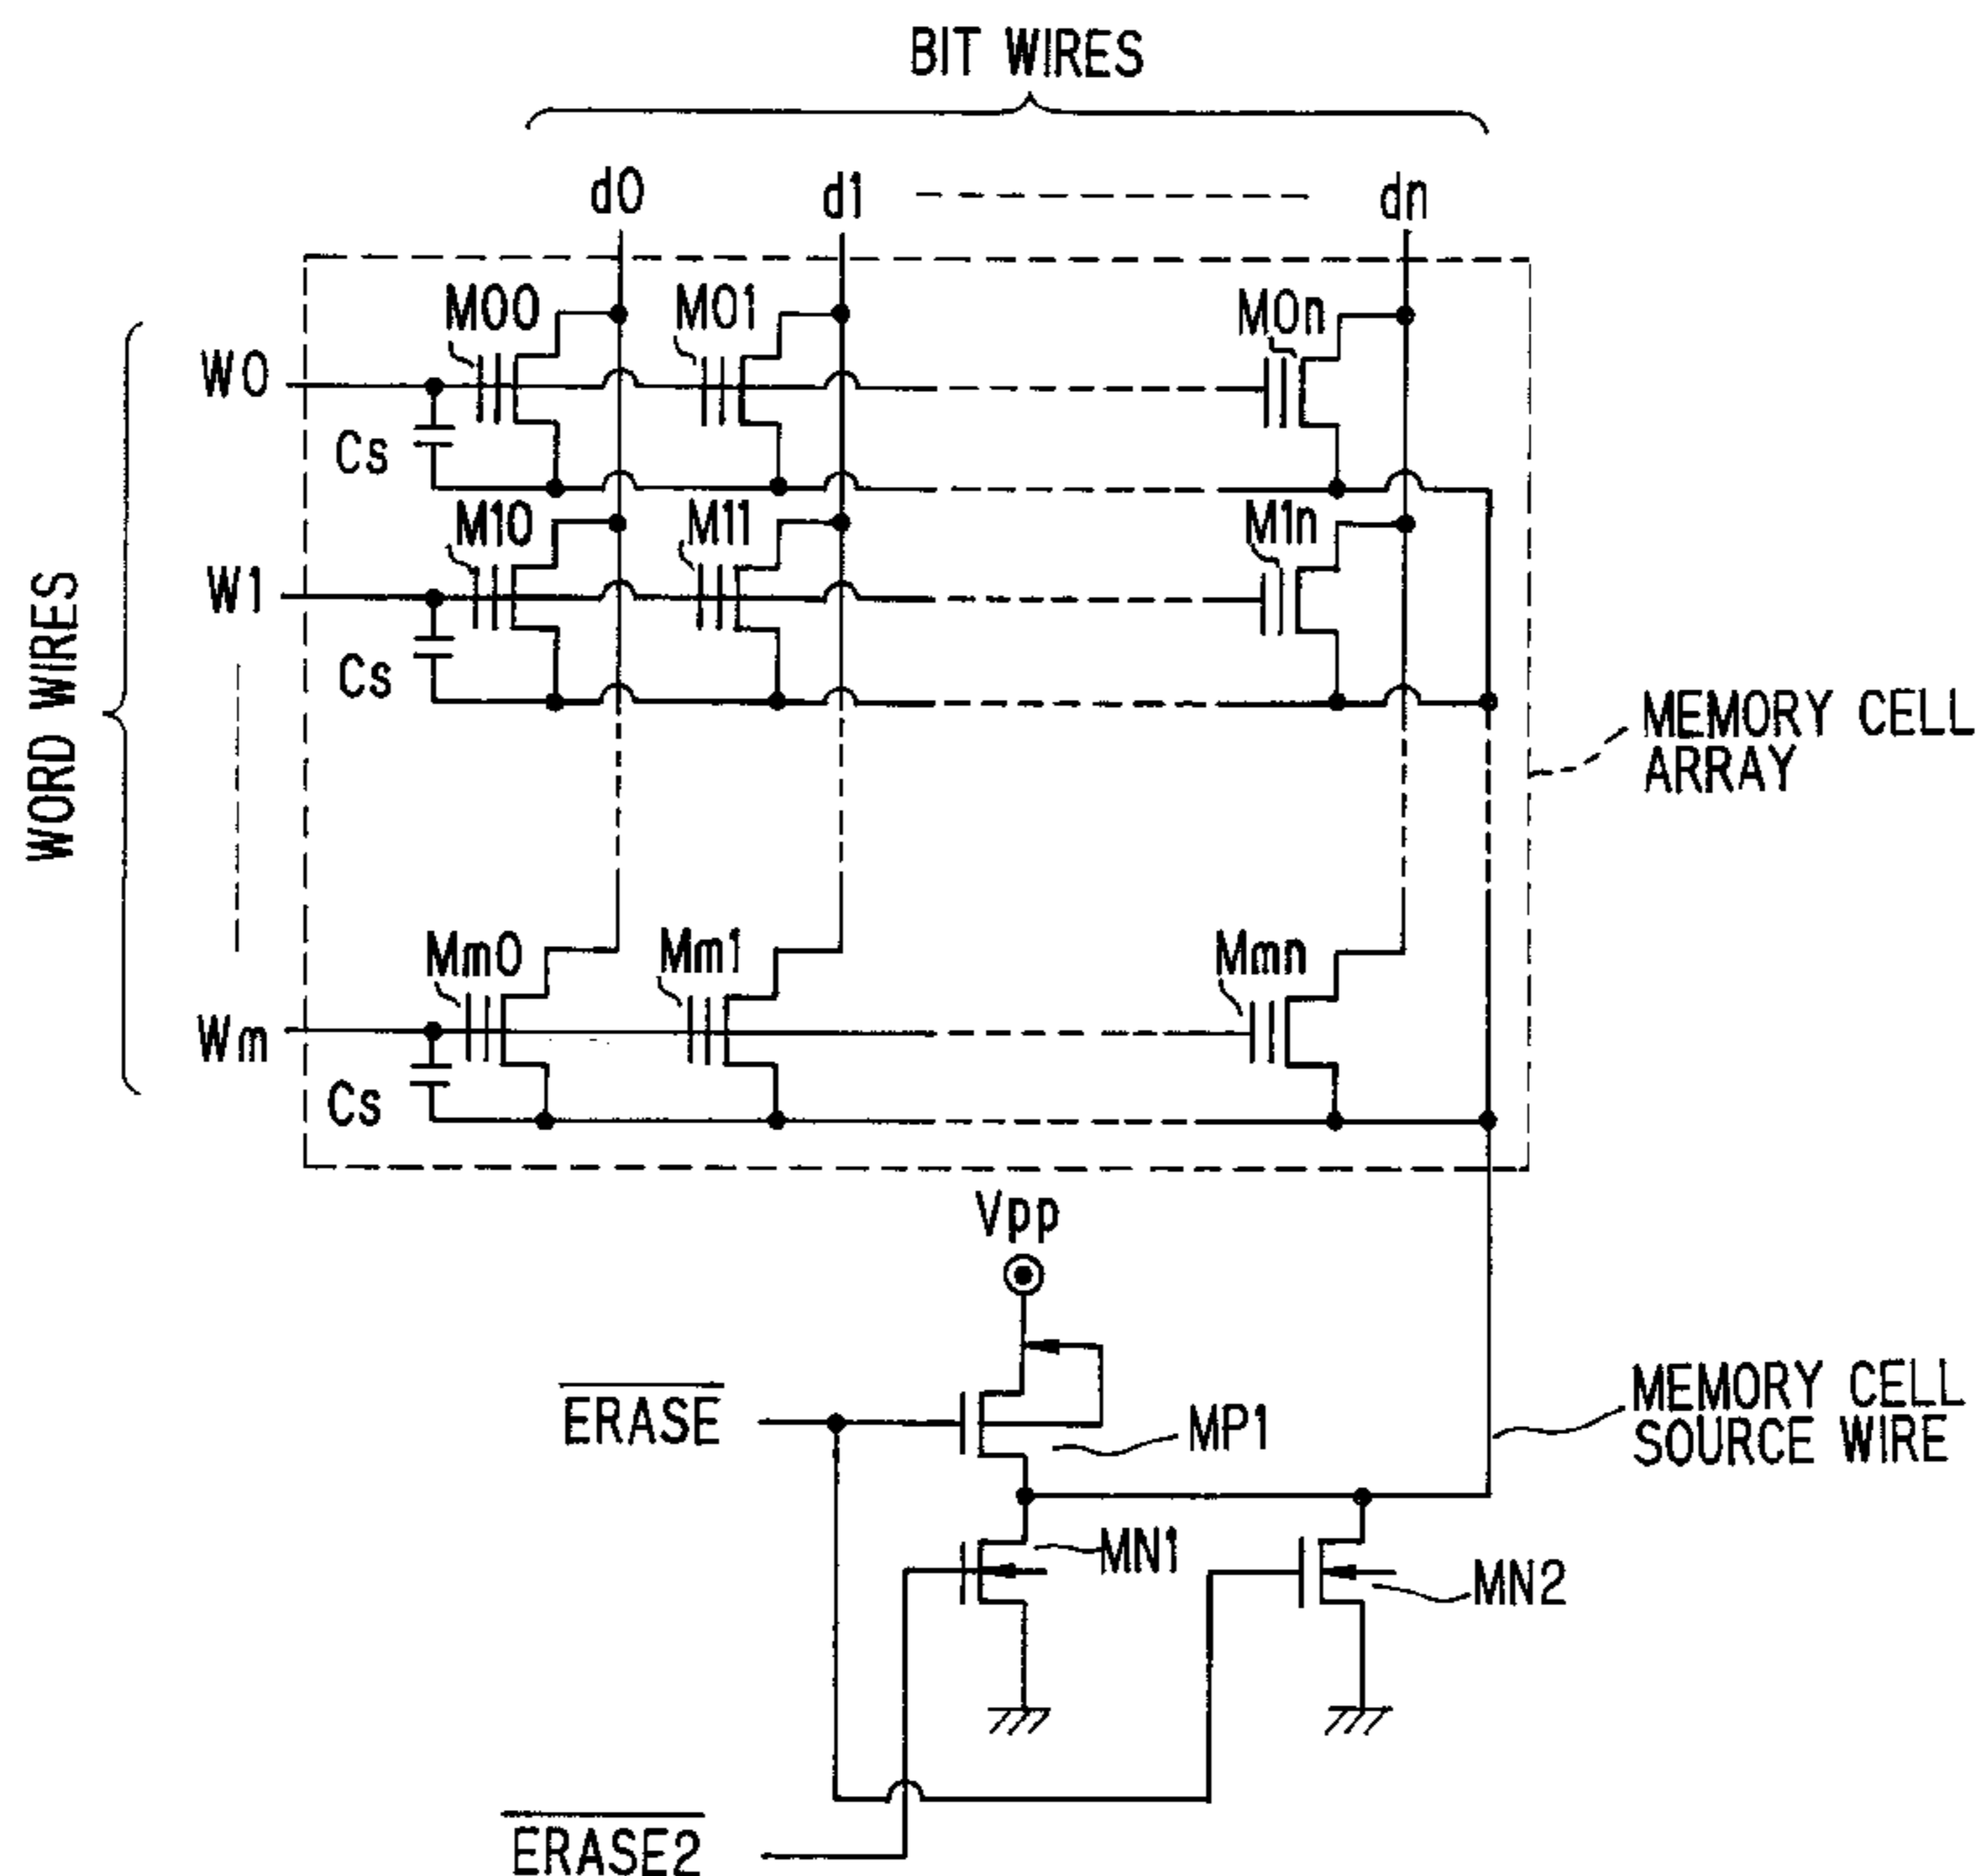 BIT WIRES
d0 d1 dn
M00 M01 M0n
W0
Cs
M10 M11 M1n
W1
Cs
WORD WIRES
MEMORY CELL
ARRAY
Mm0 Mm1 Mmn
Wm
Cs
Vpp
ERASE
MP1
MEMORY CELL
SOURCE WIRE
MN1
MN2
ERASE2